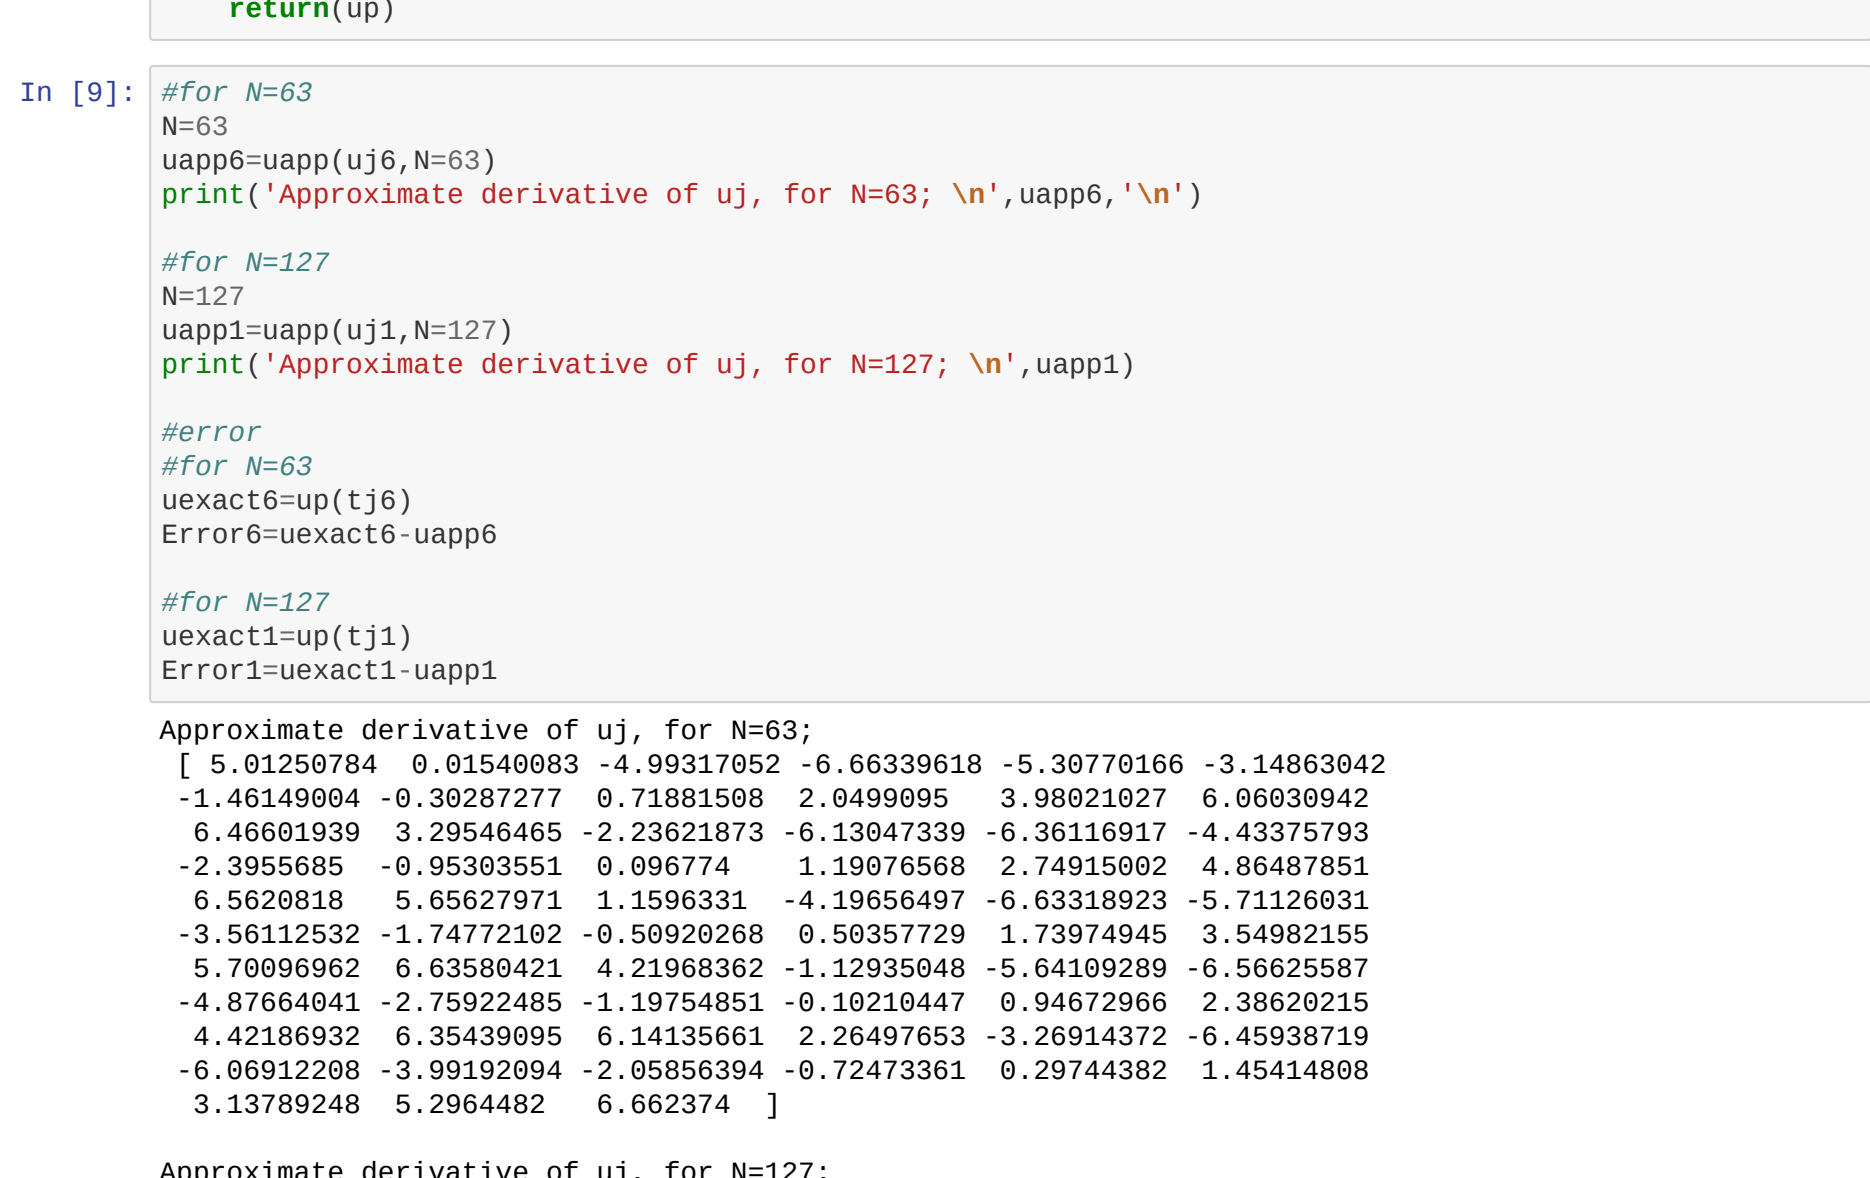 return(up)
In [9]:
#for N=63
N=63
uapp6=uapp(uj6,N=63)
print('Approximate derivative of uj, for N=63; \n',uapp6,'\n')
#for N=127
N=127
uapp1=uapp(uj1,N=127)
print('Approximate derivative of uj, for N=127; \n',uapp1)
#error
#for N=63
uexact6=up(tj6)
Error6=uexact6-uapp6
#for N=127
uexact1=up(tj1)
Error1=uexact1-uapp1
Approximate derivative of uj, for N=63;
[ 5.01250784  0.01540083 -4.99317052 -6.66339618 -5.30770166 -3.14863042
-1.46149004 -0.30287277  0.71881508  2.0499095   3.98021027  6.06030942
6.46601939  3.29546465 -2.23621873 -6.13047339 -6.36116917 -4.43375793
-2.3955685  -0.95303551  0.096774    1.19076568  2.74915002  4.86487851
6.5620818   5.65627971  1.1596331  -4.19656497 -6.63318923 -5.71126031
-3.56112532 -1.74772102 -0.50920268  0.50357729  1.73974945  3.54982155
5.70096962  6.63580421  4.21968362 -1.12935048 -5.64109289 -6.56625587
-4.87664041 -2.75922485 -1.19754851 -0.10210447  0.94672966  2.38620215
4.42186932  6.35439095  6.14135661  2.26497653 -3.26914372 -6.45938719
-6.06912208 -3.99192094 -2.05856394 -0.72473361  0.29744382  1.45414808
3.13789248  5.2964482   6.662374  ]
Approximate derivative of uj, for N=127;